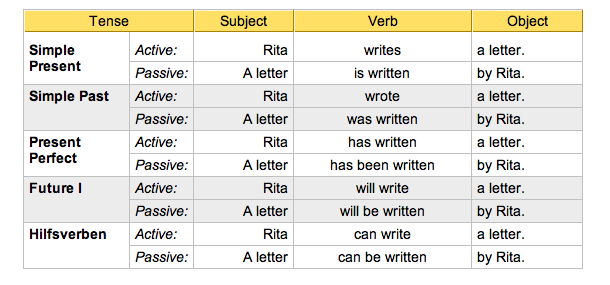 Tense Subject Verb Object
Simple Present Active: Rita writes a letter.
Passive: A letter is written by Rita.
Simple Past Active: Rita wrote a letter.
Passive: A letter was written by Rita.
Present Perfect Active: Rita has written a letter.
Passive: A letter has been written by Rita.
Future I Active: Rita will write a letter.
Passive: A letter will be written by Rita.
Hilfsverben Active: Rita can write a letter.
Passive: A letter can be written by Rita.